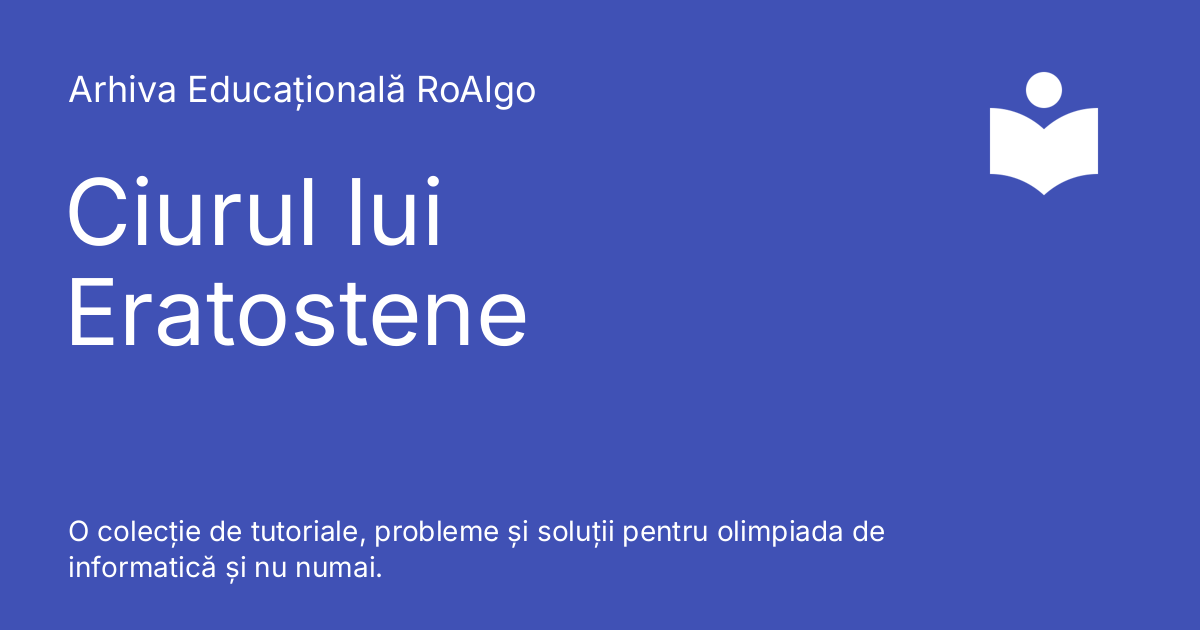 Arhiva Educațională RoAlgo
Ciurul lui
Eratostene
O colecție de tutoriale, probleme și soluții pentru olimpiada de
informatică și nu numai.